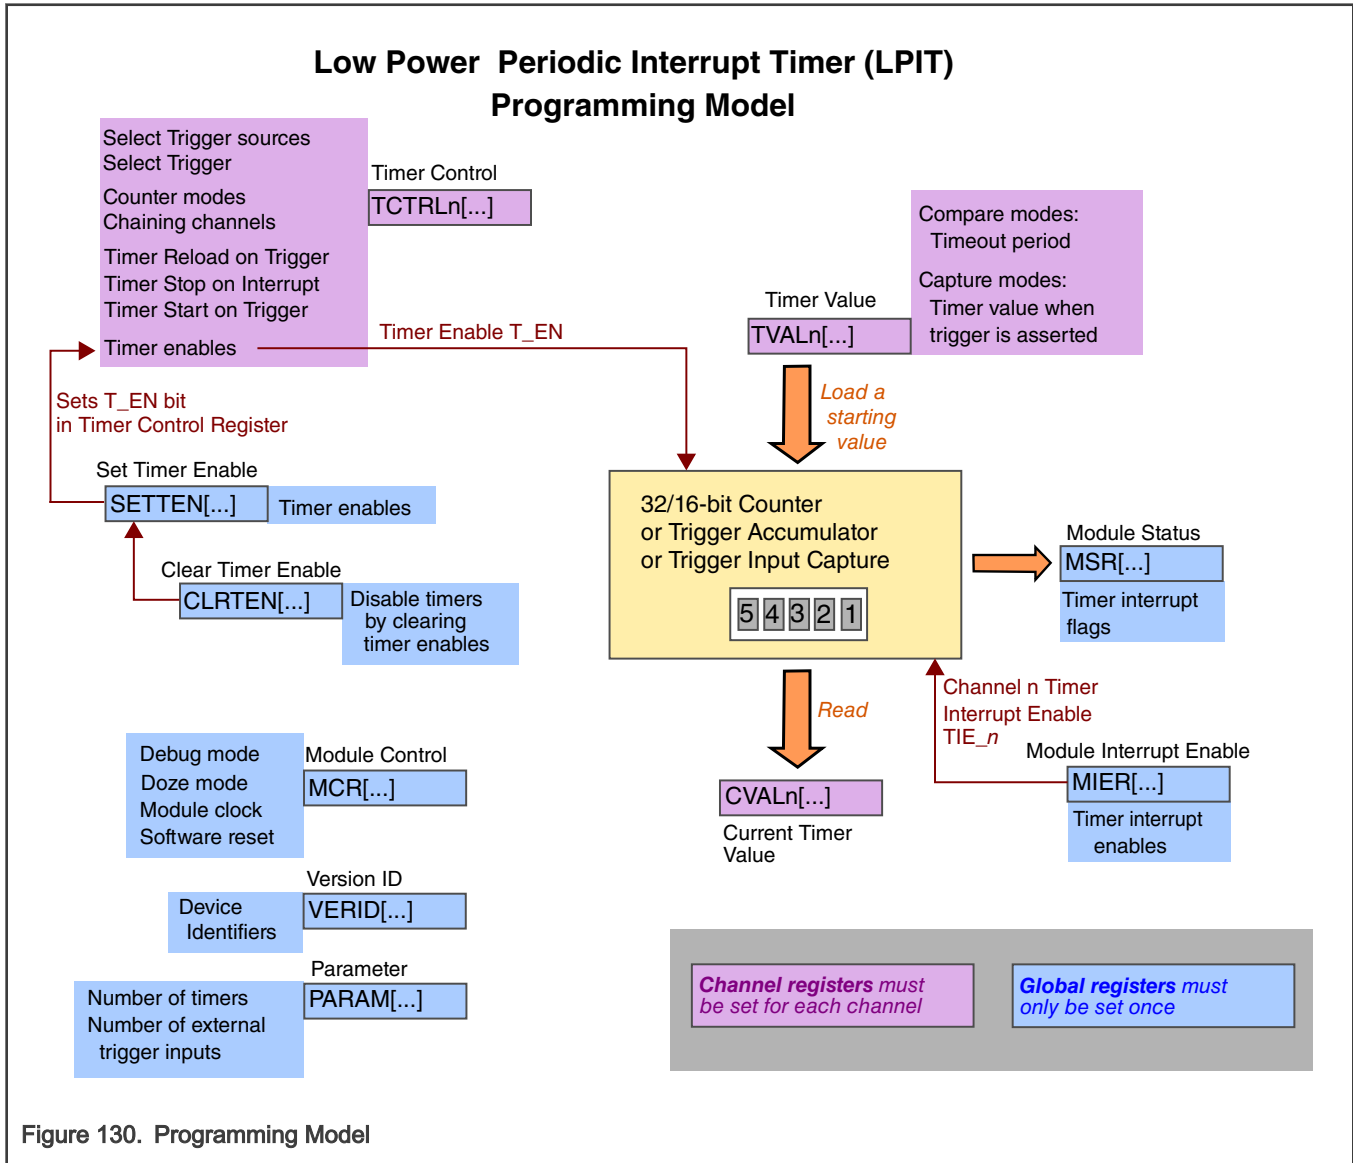 Low Power Periodic Interrupt Timer (LPIT)
Programming Model
Select Trigger sources
Select Trigger
Counter modes
Chaining channels
Timer Reload on Trigger
Timer Stop on Interrupt
Timer Start on Trigger
Timer enables
Timer Control
TCTRLn[...]
Timer Enable T_EN
Sets T_EN bit
in Timer Control Register
Set Timer Enable
SETTEN[...]
Timer enables
Clear Timer Enable
CLRTEN[...]
Disable timers
by clearing
timer enables
Timer Value
TVALn[...]
Compare modes:
Timeout period
Capture modes:
Timer value when
trigger is asserted
Load a
starting
value
32/16-bit Counter
or Trigger Accumulator
or Trigger Input Capture
5 4 3 2 1
Module Status
MSR[...]
Timer interrupt
flags
Read
CVALn[...]
Current Timer
Value
Channel n Timer
Interrupt Enable
TIE_n
Module Interrupt Enable
MIER[...]
Timer interrupt
enables
Debug mode
Doze mode
Module clock
Software reset
Module Control
MCR[...]
Version ID
VERID[...]
Device
Identifiers
Parameter
PARAM[...]
Number of timers
Number of external
trigger inputs
Channel registers must
be set for each channel
Global registers must
only be set once
Figure 130. Programming Model